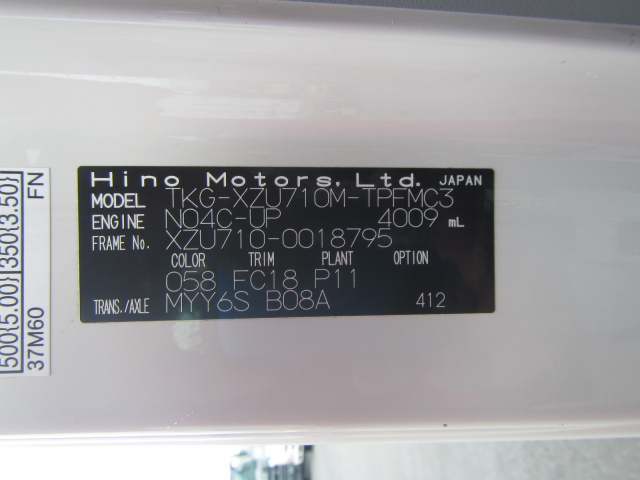 Hino Motors, Ltd. JAPAN
MODEL TKG-XZU710M-TPFMC3
ENGINE N04C-UP 4009 mL
FRAME No. XZU710-0018795
COLOR TRIM PLANT OPTION
058 FC18 P11
TRANS./AXLE MYY6S B08A 412
500{5.00} 350{3.50}
37M60 FN